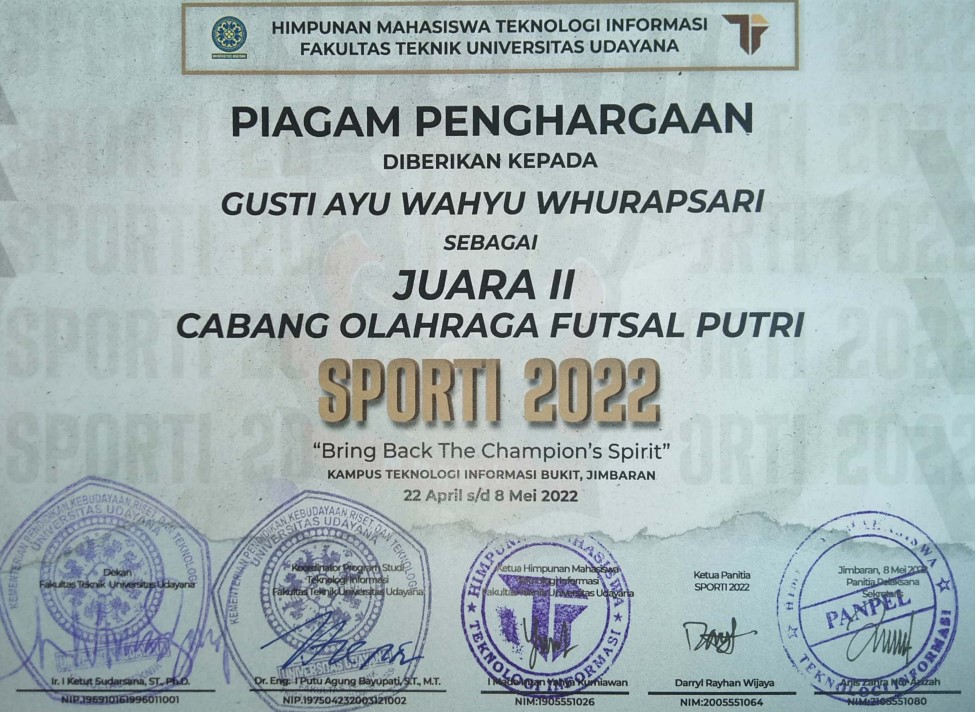 HIMPUNAN MAHASISWA TEKNOLOGI INFORMASI
FAKULTAS TEKNIK UNIVERSITAS UDAYANA
PIAGAM PENGHARGAAN
DIBERIKAN KEPADA
GUSTI AYU WAHYU WHURAPSARI
SEBAGAI
JUARA II
CABANG OLAHRAGA FUTSAL PUTRI
SPORTI 2022
“Bring Back The Champion’s Spirit”
KAMPUS TEKNOLOGI INFORMASI BUKIT, JIMBARAN
22 April s/d 8 Mei 2022
Dekan
Fakultas Teknik Universitas Udayana
Ir. I Ketut Sudarsana, ST., Ph.D.
NIP.196910161996011001
Koordinator Program Studi
Teknologi Informasi
Fakultas Teknik Universitas Udayana
Dr. Eng. I Putu Agung Bayupati, S.T., M.T.
NIP.197504232003121002
Ketua Himpunan Mahasiswa
Teknologi Informasi
Fakultas Teknik Universitas Udayana
I Made Yahya Kurniawan
NIM:1905551026
HIMPUNAN MAHASISWA
TEKNOLOGI INFORMASI
Ketua Panitia
SPORTI 2022
Darryl Rayhan Wijaya
NIM:2005551064
Jimbaran, 8 Mei 2022
Panitia Pelaksana
Sekretaris
PANPEL
Anis Zahra Nur Azizah
NIM:2105551080
TEKNOLOGI INFORMASI